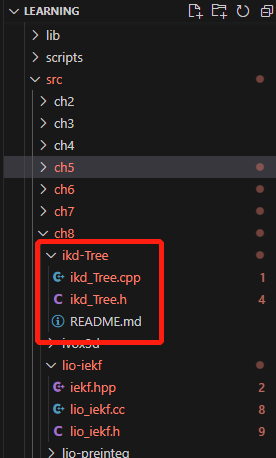 LEARNING
lib
scripts
src
ch2
ch3
ch4
ch5
ch6
ch7
ch8
ikd-Tree
ikd_Tree.cpp 1
ikd_Tree.h 4
README.md
ivox3d
lio-iekf
iekf.hpp 2
lio_iekf.cc 8
lio_iekf.h 9
lio-preinteg